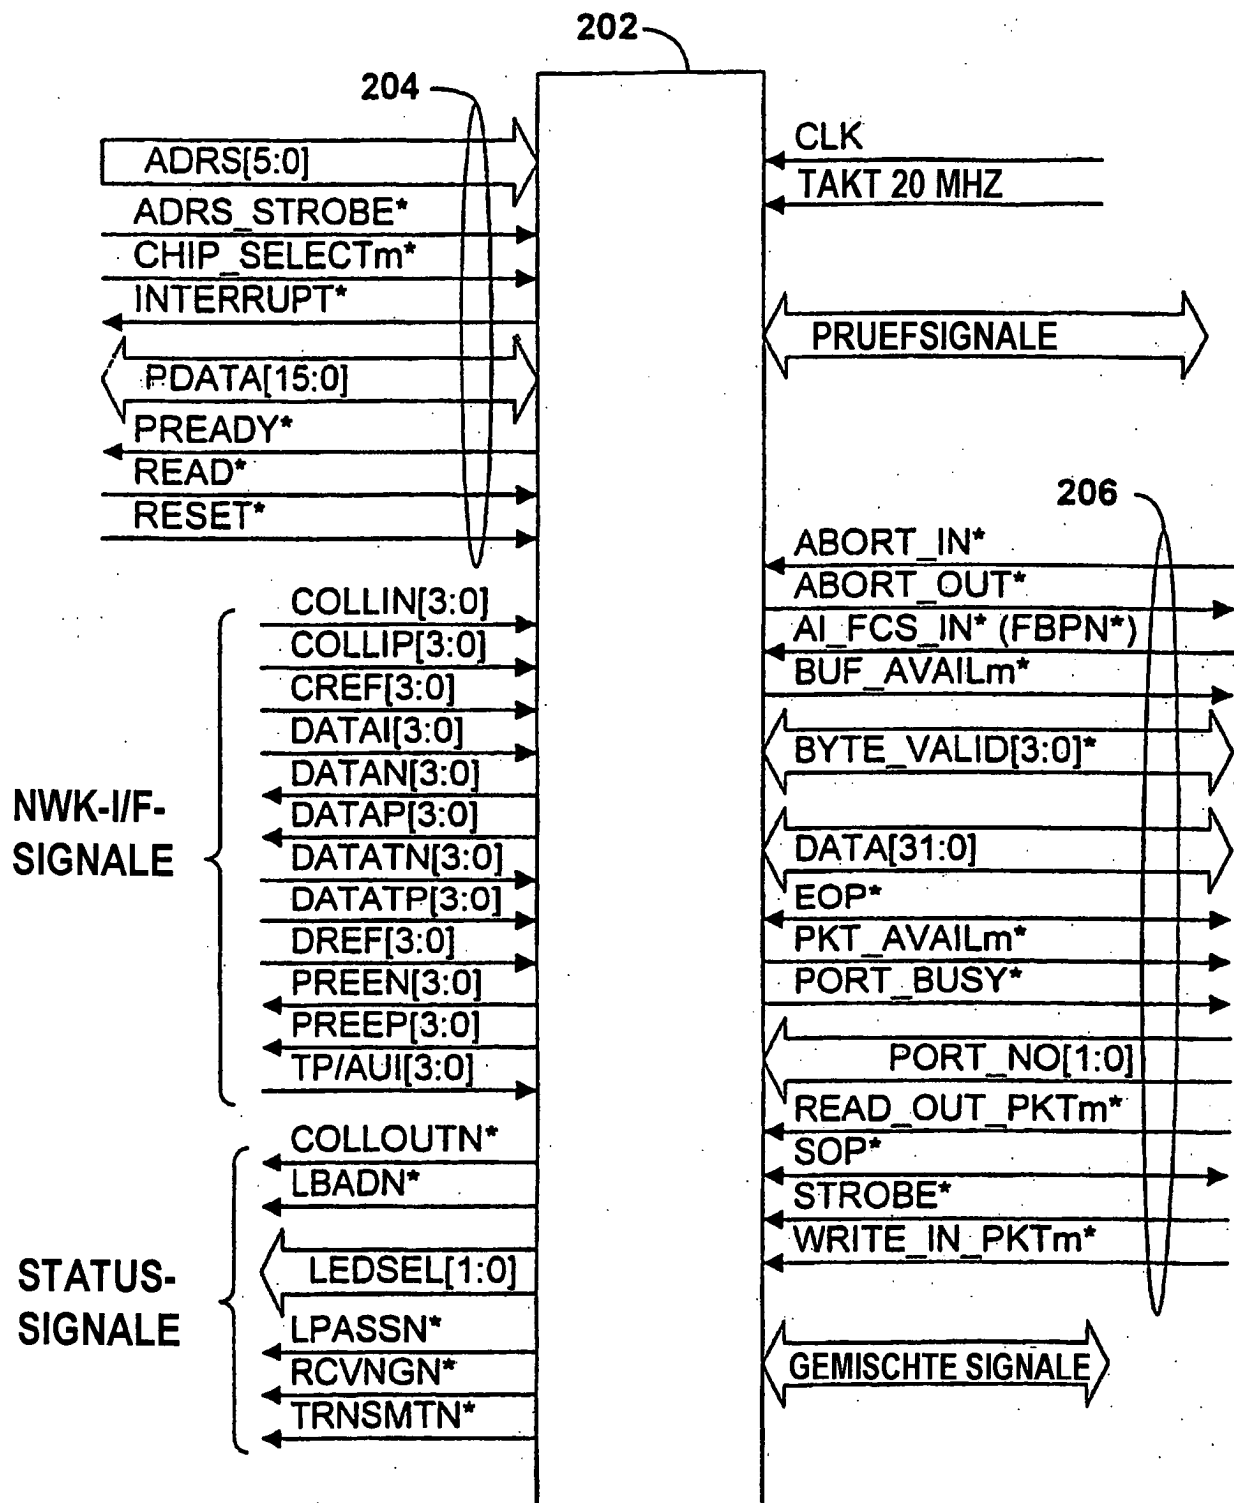 202
204
ADRS[5:0]
ADRS_STROBE*
CHIP_SELECTm*
INTERRUPT*
PDATA[15:0]
PREADY*
READ*
RESET*
NWK-I/F-
SIGNALE
COLLIN[3:0]
COLLIP[3:0]
CREF[3:0]
DATAI[3:0]
DATAN[3:0]
DATAP[3:0]
DATATN[3:0]
DATATP[3:0]
DREF[3:0]
PREEN[3:0]
PREEP[3:0]
TP/AUI[3:0]
STATUS-
SIGNALE
COLLOUTN*
LBADN*
LEDSEL[1:0]
LPASSN*
RCVNGN*
TRNSMTN*
CLK
TAKT 20 MHZ
PRUEFSIGNALE
206
ABORT_IN*
ABORT_OUT*
AI_FCS_IN* (FBPN*)
BUF_AVAILm*
BYTE_VALID[3:0]*
DATA[31:0]
EOP*
PKT_AVAILm*
PORT_BUSY*
PORT_NO[1:0]
READ_OUT_PKTm*
SOP*
STROBE*
WRITE_IN_PKTm*
GEMISCHTE SIGNALE